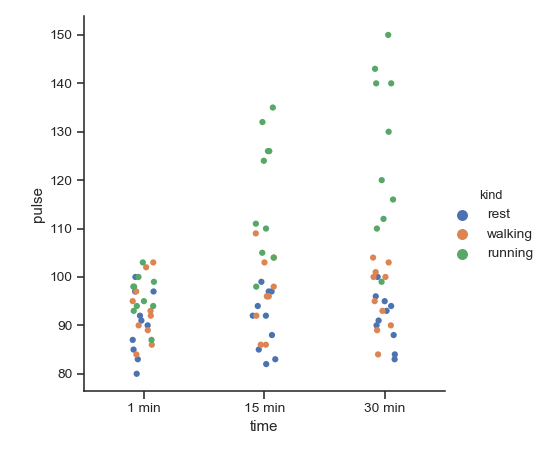 150
140
130
120
110
100
90
80
pulse
1 min
15 min
30 min
time
kind
rest
walking
running